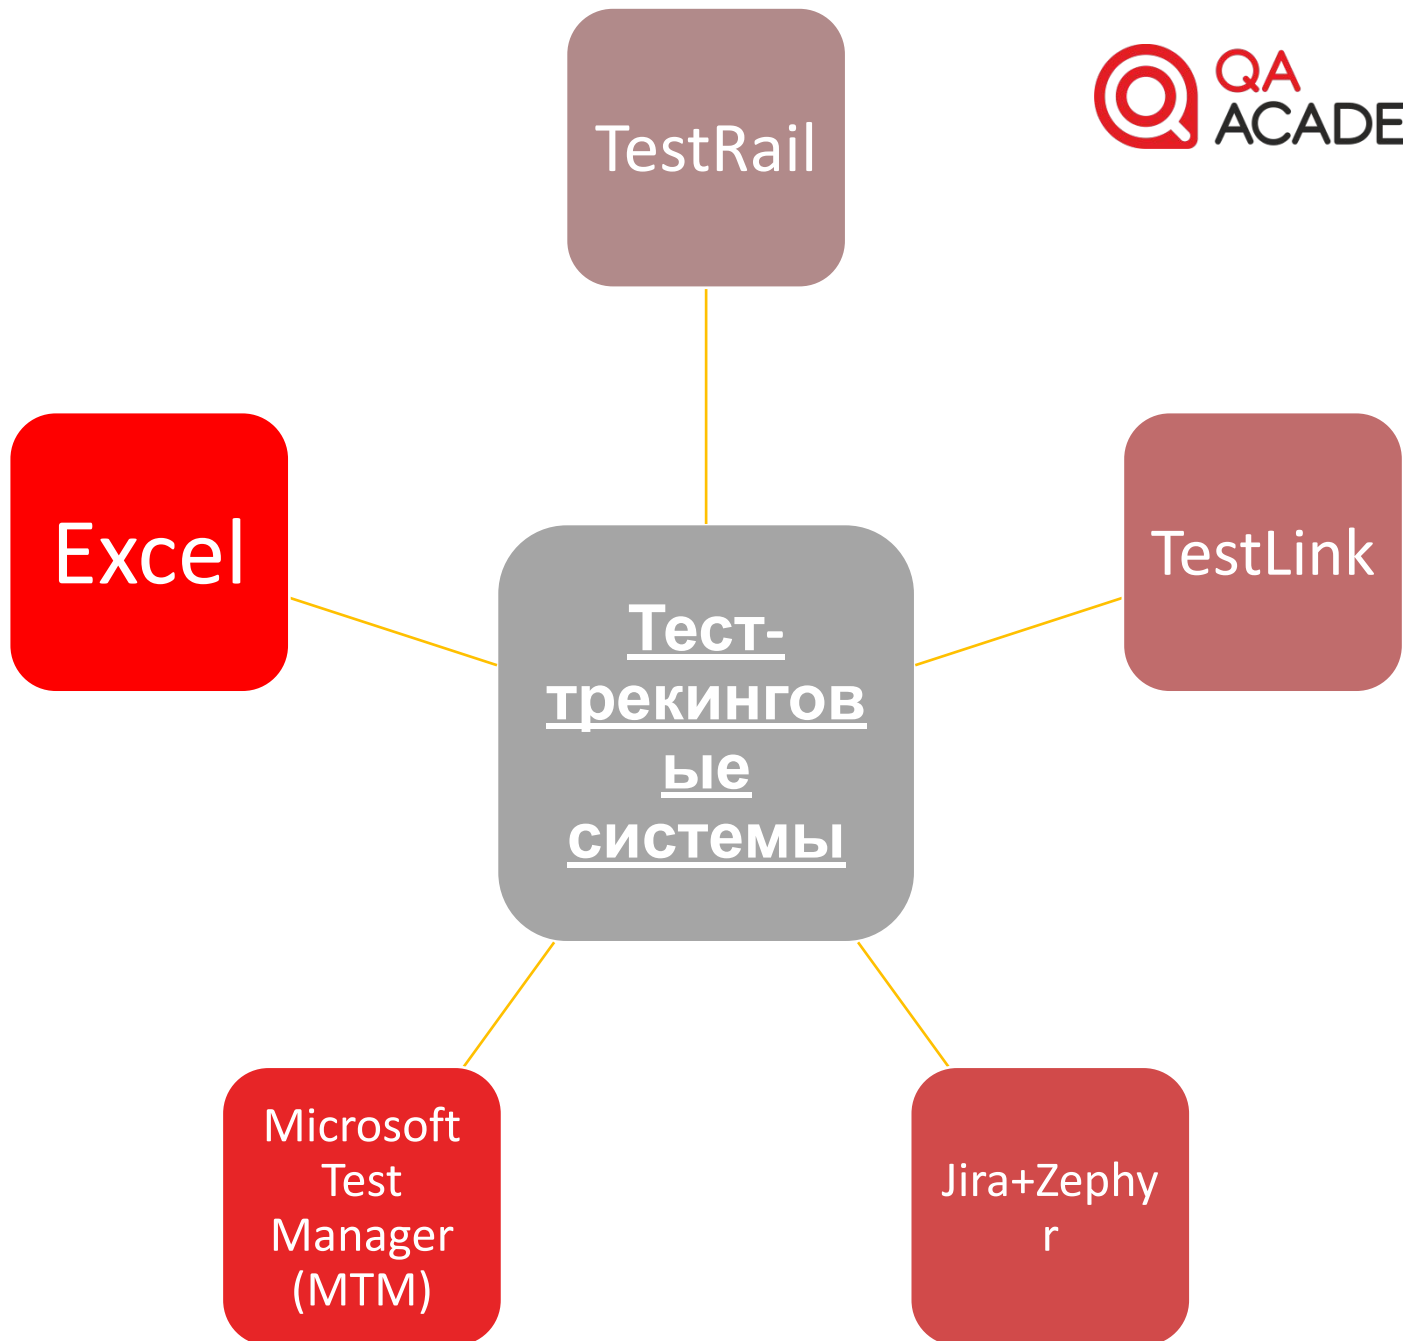 TestRail
QA
ACADE
Excel
TestLink
Тест-
трекингов
ые
системы
Microsoft
Test
Manager
(MTM)
Jira+Zephy
r